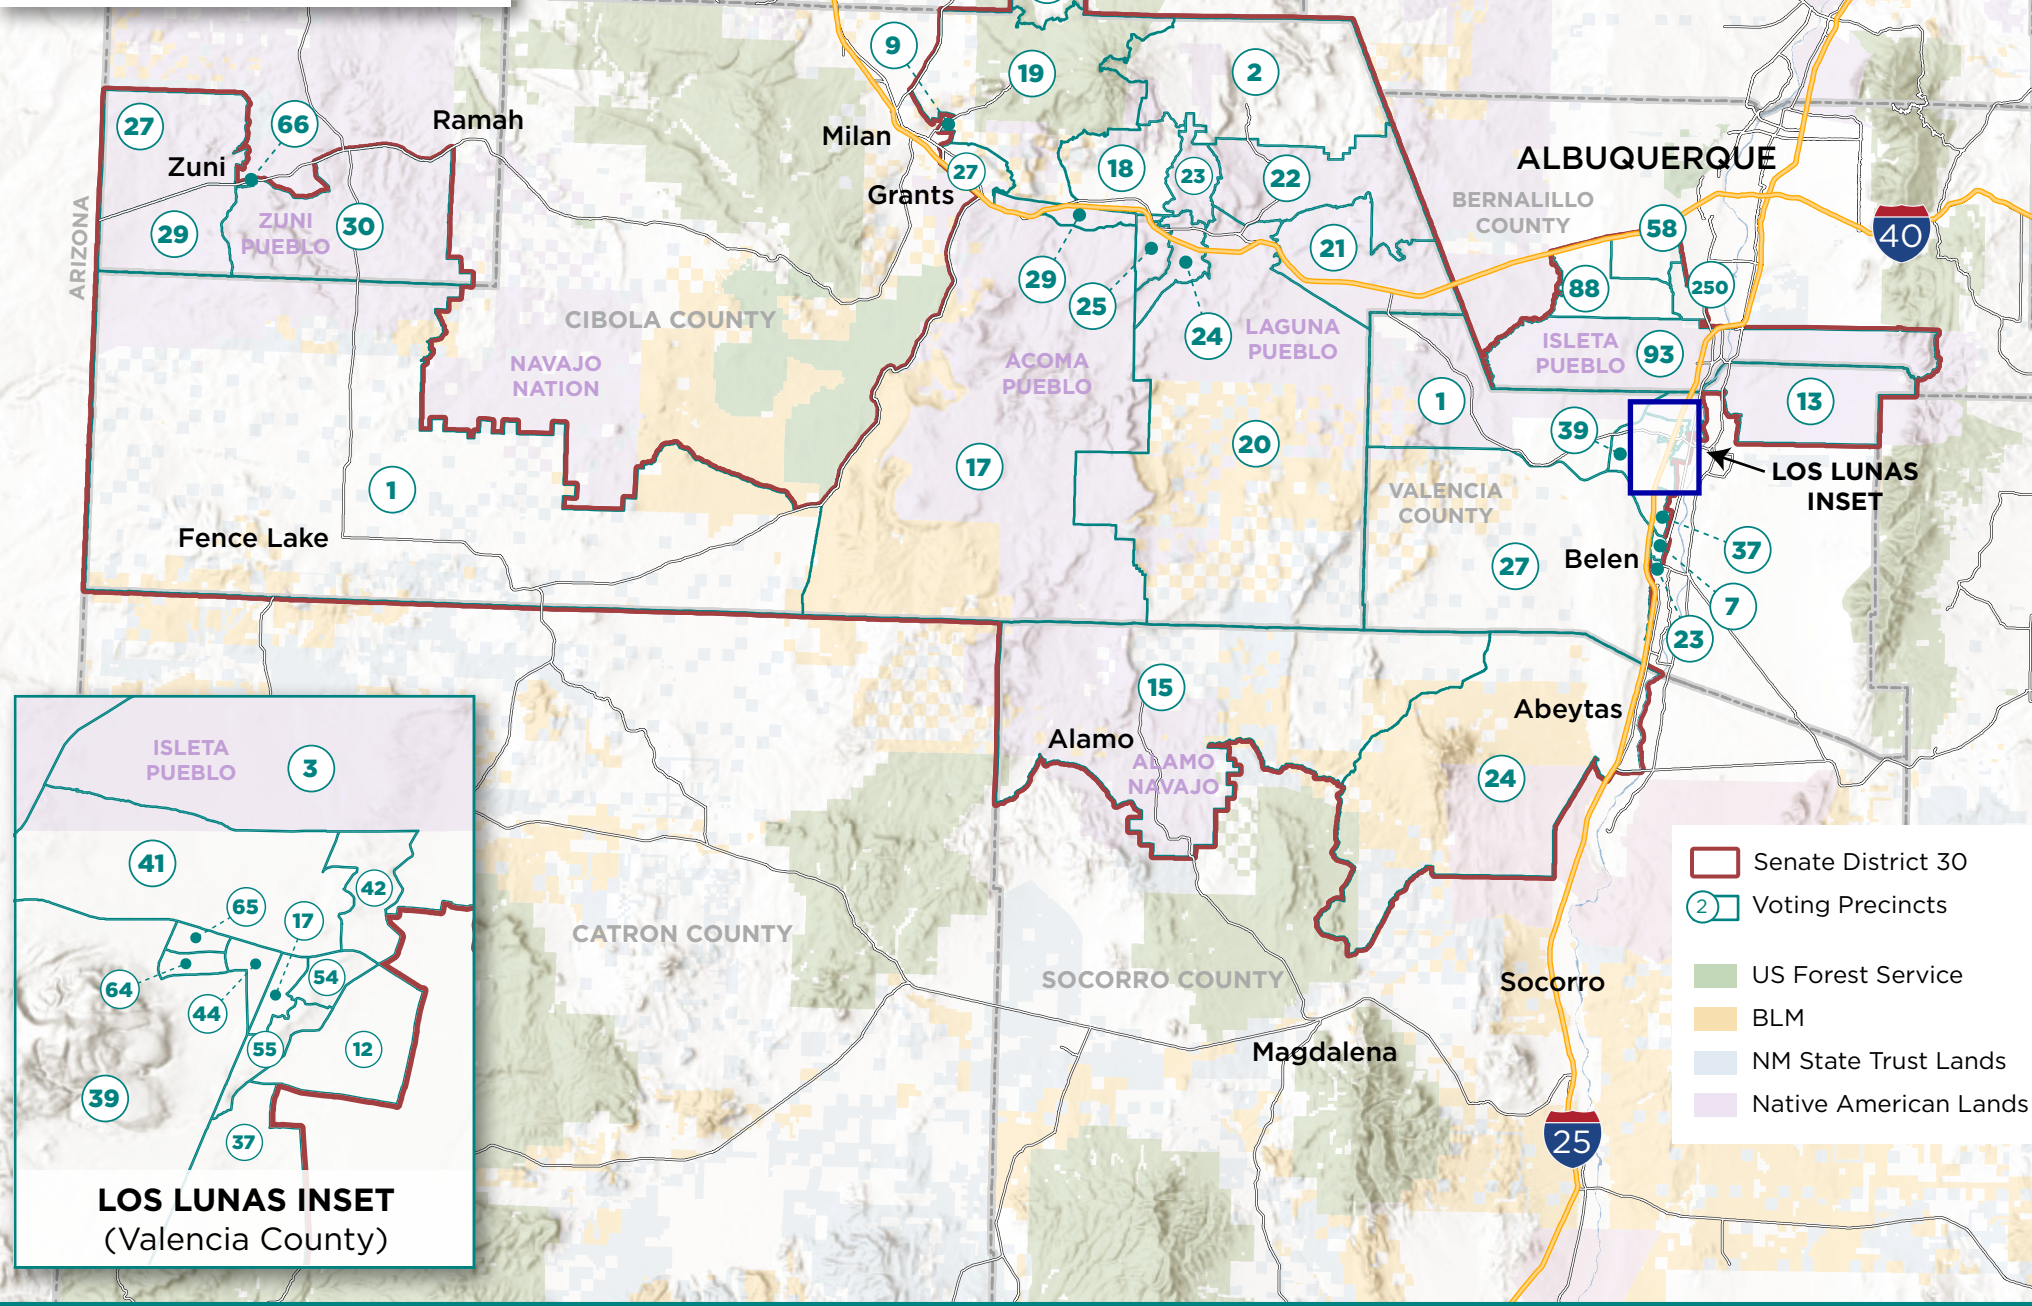 9
19
2
27
66
Ramah
Milan
ALBUQUERQUE
Zuni
27
18
23
22
Grants
ARIZONA
BERNALILLO
COUNTY
29
ZUNI
PUEBLO
30
58
40
21
29
25
88
250
CIBOLA COUNTY
24
LAGUNA
PUEBLO
ISLETA
PUEBLO
93
NAVAJO
NATION
ACOMA
PUEBLO
1
13
39
20
17
LOS LUNAS
INSET
1
VALENCIA
COUNTY
Fence Lake
37
Belen
27
7
23
15
Abeytas
Alamo
ALAMO
NAVAJO
24
ISLETA
PUEBLO
3
41
42
65
17
54
64
44
55
12
39
37
LOS LUNAS INSET
(Valencia County)
CATRON COUNTY
SOCORRO COUNTY
Socorro
Magdalena
25
Senate District 30
2
Voting Precincts
US Forest Service
BLM
NM State Trust Lands
Native American Lands